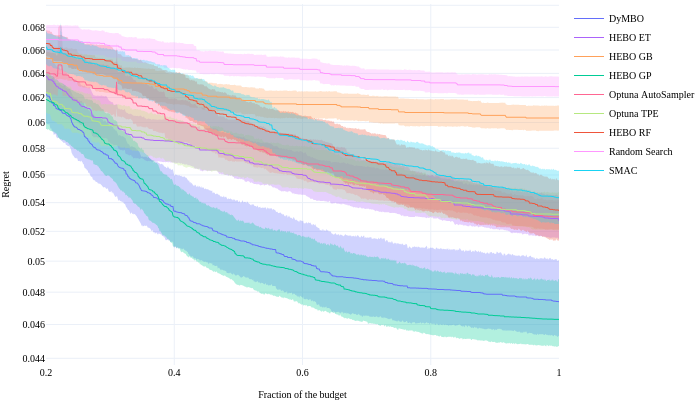 0.068
0.066
0.064
0.062
0.06
0.058
0.056
0.054
0.052
0.05
0.048
0.046
0.044
Regret
0.2
0.4
0.6
0.8
1
Fraction of the budget
DyMBO
HEBO ET
HEBO GB
HEBO GP
Optuna AutoSampler
Optuna TPE
HEBO RF
Random Search
SMAC